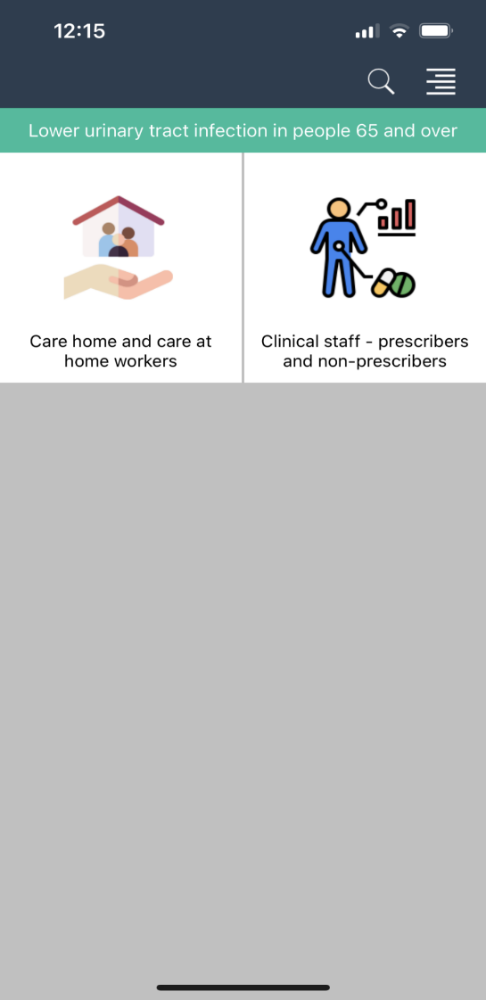 12:15
Lower urinary tract infection in people 65 and over
Care home and care at
home workers
Clinical staff - prescribers
and non-prescribers